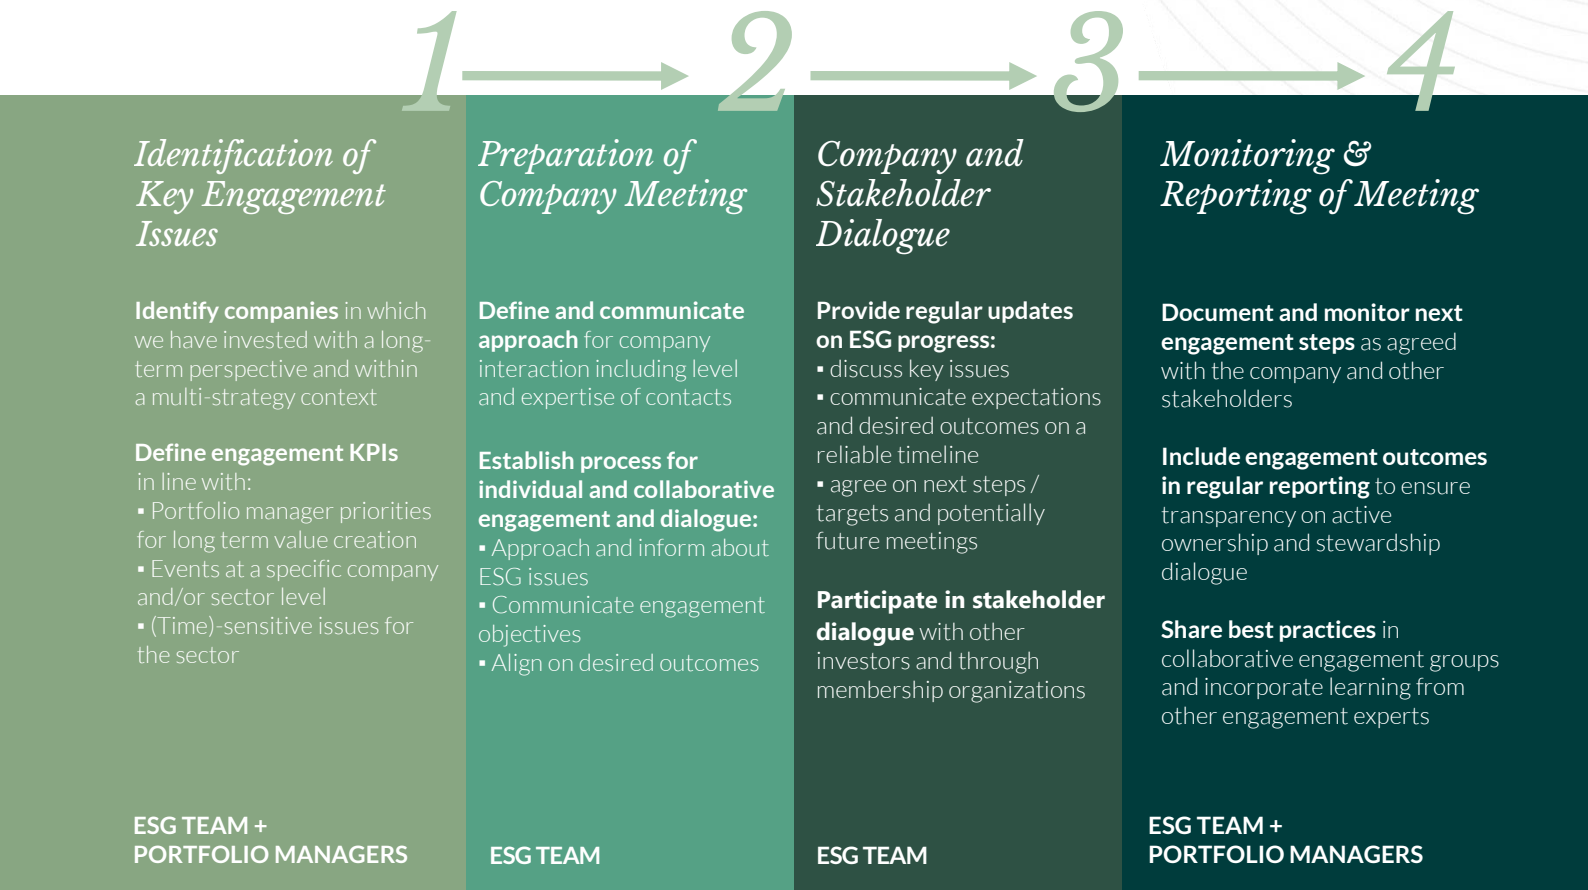 1
2
3
4
Identification of
Key Engagement
Issues
Identify companies in which
we have invested with a long-
term perspective and within
a multi-strategy context
Define engagement KPIs
in line with:
▪ Portfolio manager priorities
for long term value creation
▪ Events at a specific company
and/or sector level
▪ (Time)-sensitive issues for
the sector
ESG TEAM +
PORTFOLIO MANAGERS
Preparation of
Company Meeting
Define and communicate
approach for company
interaction including level
and expertise of contacts
Establish process for
individual and collaborative
engagement and dialogue:
▪ Approach and inform about
ESG issues
▪ Communicate engagement
objectives
▪ Align on desired outcomes
ESG TEAM
Company and
Stakeholder
Dialogue
Provide regular updates
on ESG progress:
▪ discuss key issues
▪ communicate expectations
and desired outcomes on a
reliable timeline
▪ agree on next steps /
targets and potentially
future meetings
Participate in stakeholder
dialogue with other
investors and through
membership organizations
ESG TEAM
Monitoring &
Reporting of Meeting
Document and monitor next
engagement steps as agreed
with the company and other
stakeholders
Include engagement outcomes
in regular reporting to ensure
transparency on active
ownership and stewardship
dialogue
Share best practices in
collaborative engagement groups
and incorporate learning from
other engagement experts
ESG TEAM +
PORTFOLIO MANAGERS